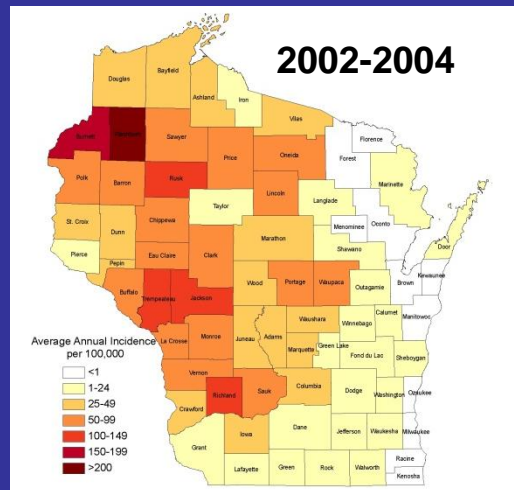 2002-2004
Douglas
Bayfield
Ashland
Iron
Vilas
Burnett
Washburn
Sawyer
Price
Oneida
Florence
Forest
Marinette
Polk
Barron
Rusk
Lincoln
Langlade
Taylor
Oconto
Menominee
St. Croix
Dunn
Chippewa
Marathon
Shawano
Door
Pierce
Pepin
Eau Claire
Clark
Kewaunee
Brown
Buffalo
Trempealeau
Jackson
Wood
Portage
Waupaca
Outagamie
Manitowoc
Calumet
Winnebago
Waushara
Adams
Juneau
Monroe
La Crosse
Marquette
Green Lake
Fond du Lac
Sheboygan
Vernon
Richland
Sauk
Columbia
Dodge
Washington
Ozaukee
Crawford
Iowa
Dane
Jefferson
Waukesha
Milwaukee
Grant
Lafayette
Green
Rock
Walworth
Racine
Kenosha
Average Annual Incidence
per 100,000
<1
1-24
25-49
50-99
100-149
150-199
>200